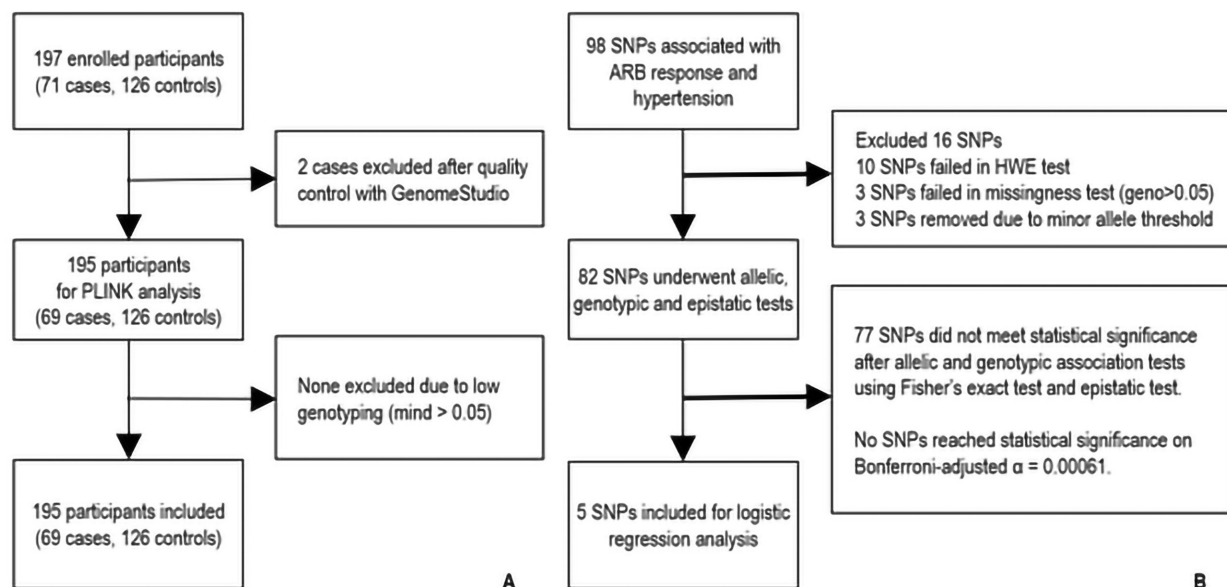 197 enrolled participants
(71 cases, 126 controls)
2 cases excluded after quality
control with GenomeStudio
195 participants
for PLINK analysis
(69 cases, 126 controls)
None excluded due to low
genotyping (mind > 0.05)
195 participants included
(69 cases, 126 controls)
A
98 SNPs associated with
ARB response and
hypertension
Excluded 16 SNPs
10 SNPs failed in HWE test
3 SNPs failed in missingness test (geno>0.05)
3 SNPs removed due to minor allele threshold
82 SNPs underwent allelic,
genotypic and epistatic tests
77 SNPs did not meet statistical significance
after allelic and genotypic association tests
using Fisher's exact test and epistatic test.
No SNPs reached statistical significance on
Bonferroni-adjusted α = 0.00061.
5 SNPs included for logistic
regression analysis
B